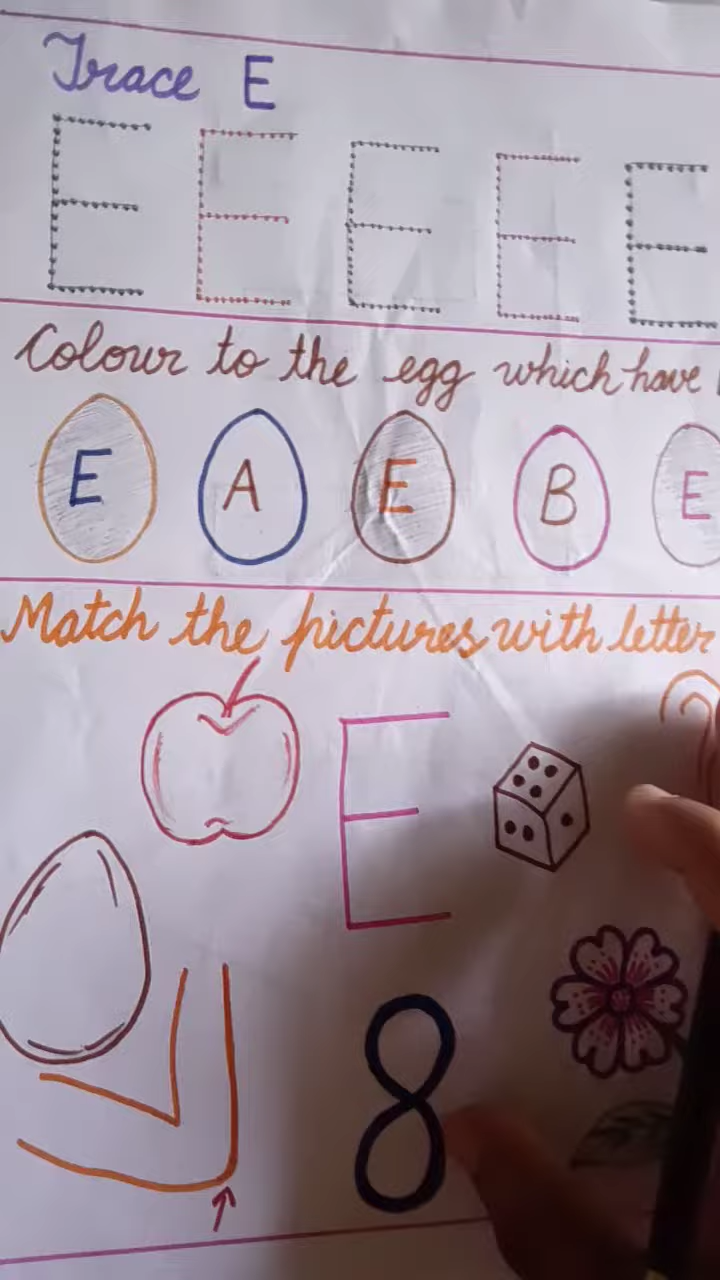 Trace E
E E E E E
Colour to the egg which have
E A E B E
Match the pictures with letter
E
8